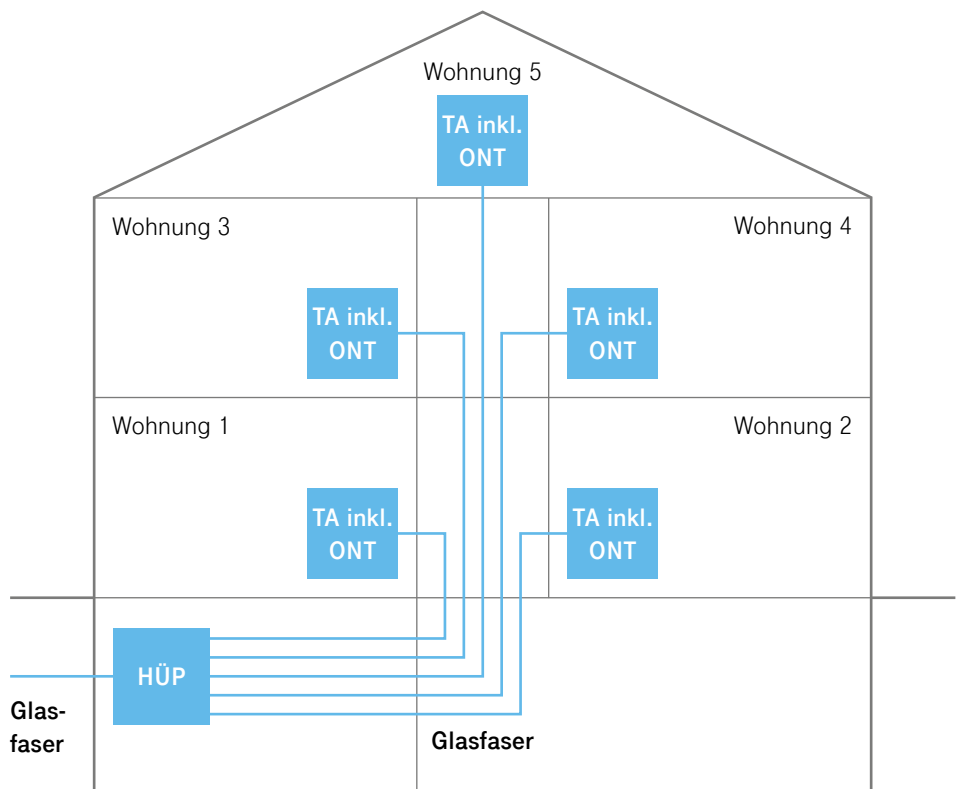 Wohnung 5
TA inkl.
ONT
Wohnung 3
Wohnung 4
TA inkl.
ONT
TA inkl.
ONT
Wohnung 1
Wohnung 2
TA inkl.
ONT
TA inkl.
ONT
HÜP
Glas-
faser
Glasfaser